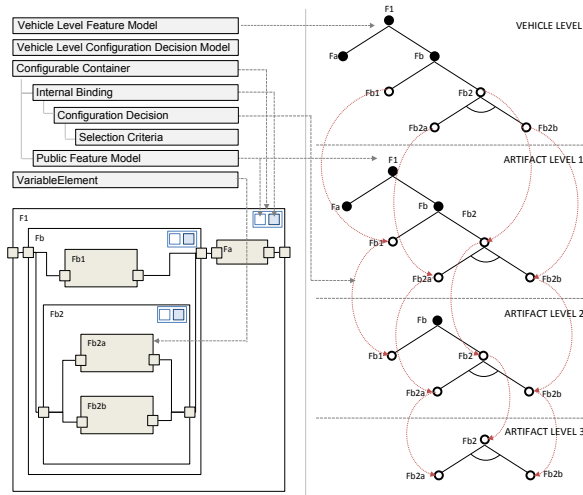 Vehicle Level Feature Model
Vehicle Level Configuration Decision Model
Configurable Container
Internal Binding
Configuration Decision
Selection Criteria
Public Feature Model
VariableElement
F1
Fb
Fb1
Fa
Fb2
Fb2a
Fb2b
F1
VEHICLE LEVEL
Fa
Fb
Fb1
Fb2
Fb2a
Fb2b
ARTIFACT LEVEL 1
F1
Fa
Fb
Fb2
Fb1
Fb2a
Fb2b
ARTIFACT LEVEL 2
Fb
Fb1
Fb2
Fb2a
Fb2b
ARTIFACT LEVEL 3
Fb2
Fb2a
Fb2b